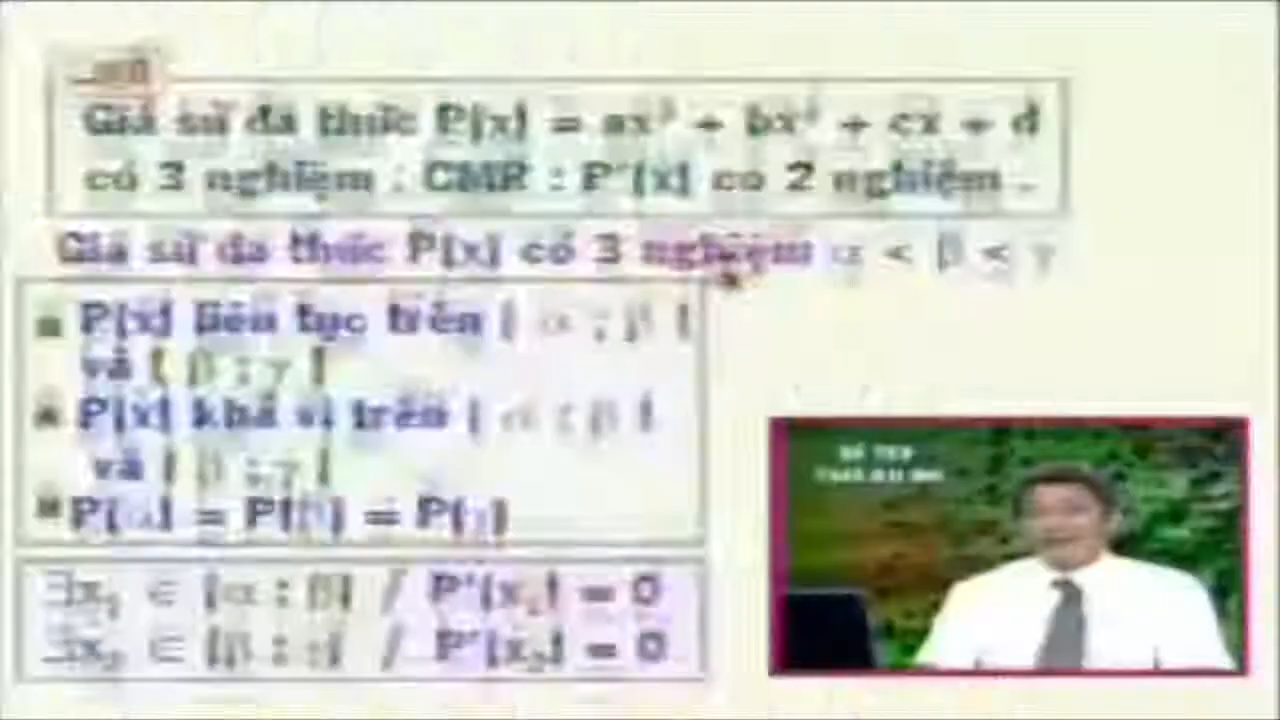 Giả sử đa thức P(x) = ax³ + bx² + cx + d
có 3 nghiệm . CMR : P'(x) có 2 nghiệm .
Giả sử đa thức P(x) có 3 nghiệm α < β < γ
P(x) liên tục trên [ α ; β ]
và [ β ; γ ]
P(x) khả vi trên ( α ; β )
và ( β ; γ )
P(α) = P(β) = P(γ)
∃x₁ ∈ (α ; β) / P'(x₁) = 0
∃x₂ ∈ (β ; γ) / P'(x₂) = 0